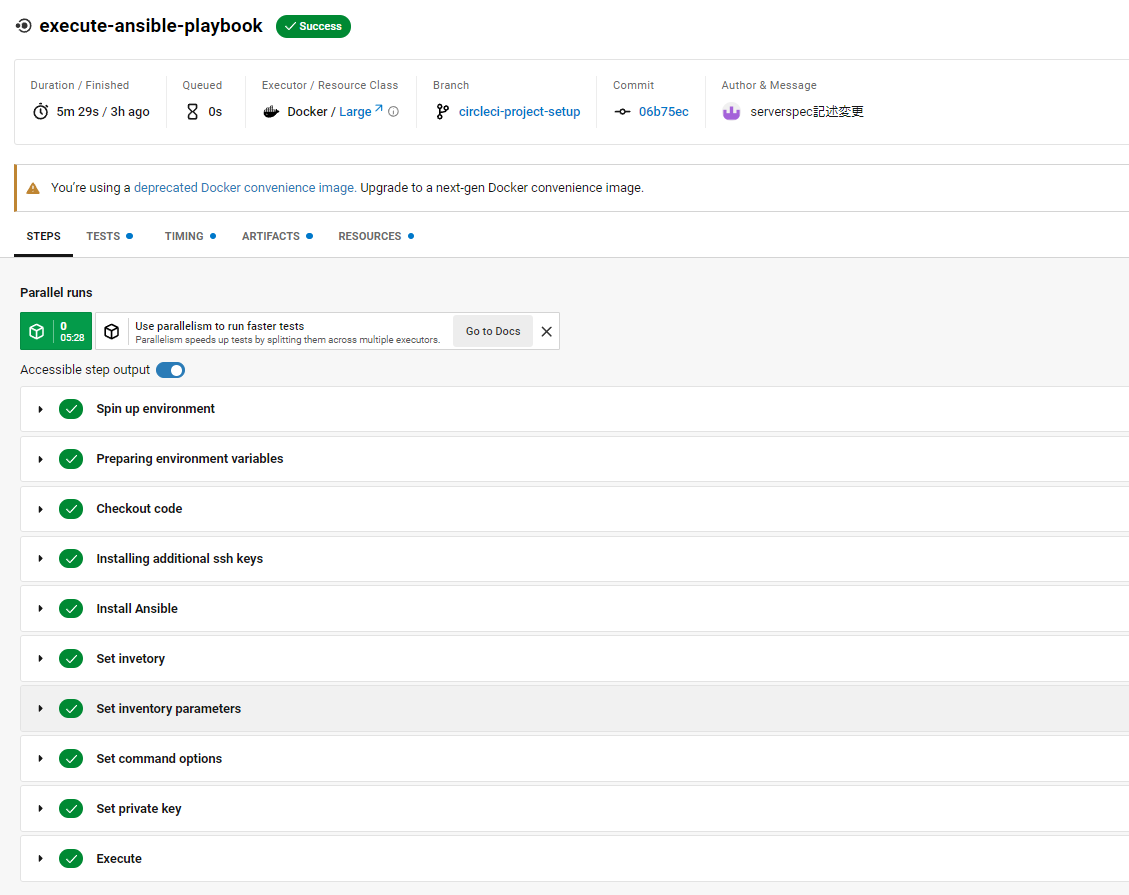 execute-ansible-playbook Success
Duration / Finished Queued Executor / Resource Class Branch Commit Author & Message
5m 29s / 3h ago 0s Docker / Large circleci-project-setup 06b75ec serverspec記述変更
You're using a deprecated Docker convenience image. Upgrade to a next-gen Docker convenience image.
STEPS TESTS TIMING ARTIFACTS RESOURCES
Parallel runs
0
05:28
Use parallelism to run faster tests
Parallelism speeds up tests by splitting them across multiple executors.
Go to Docs
Accessible step output
Spin up environment
Preparing environment variables
Checkout code
Installing additional ssh keys
Install Ansible
Set invetory
Set inventory parameters
Set command options
Set private key
Execute